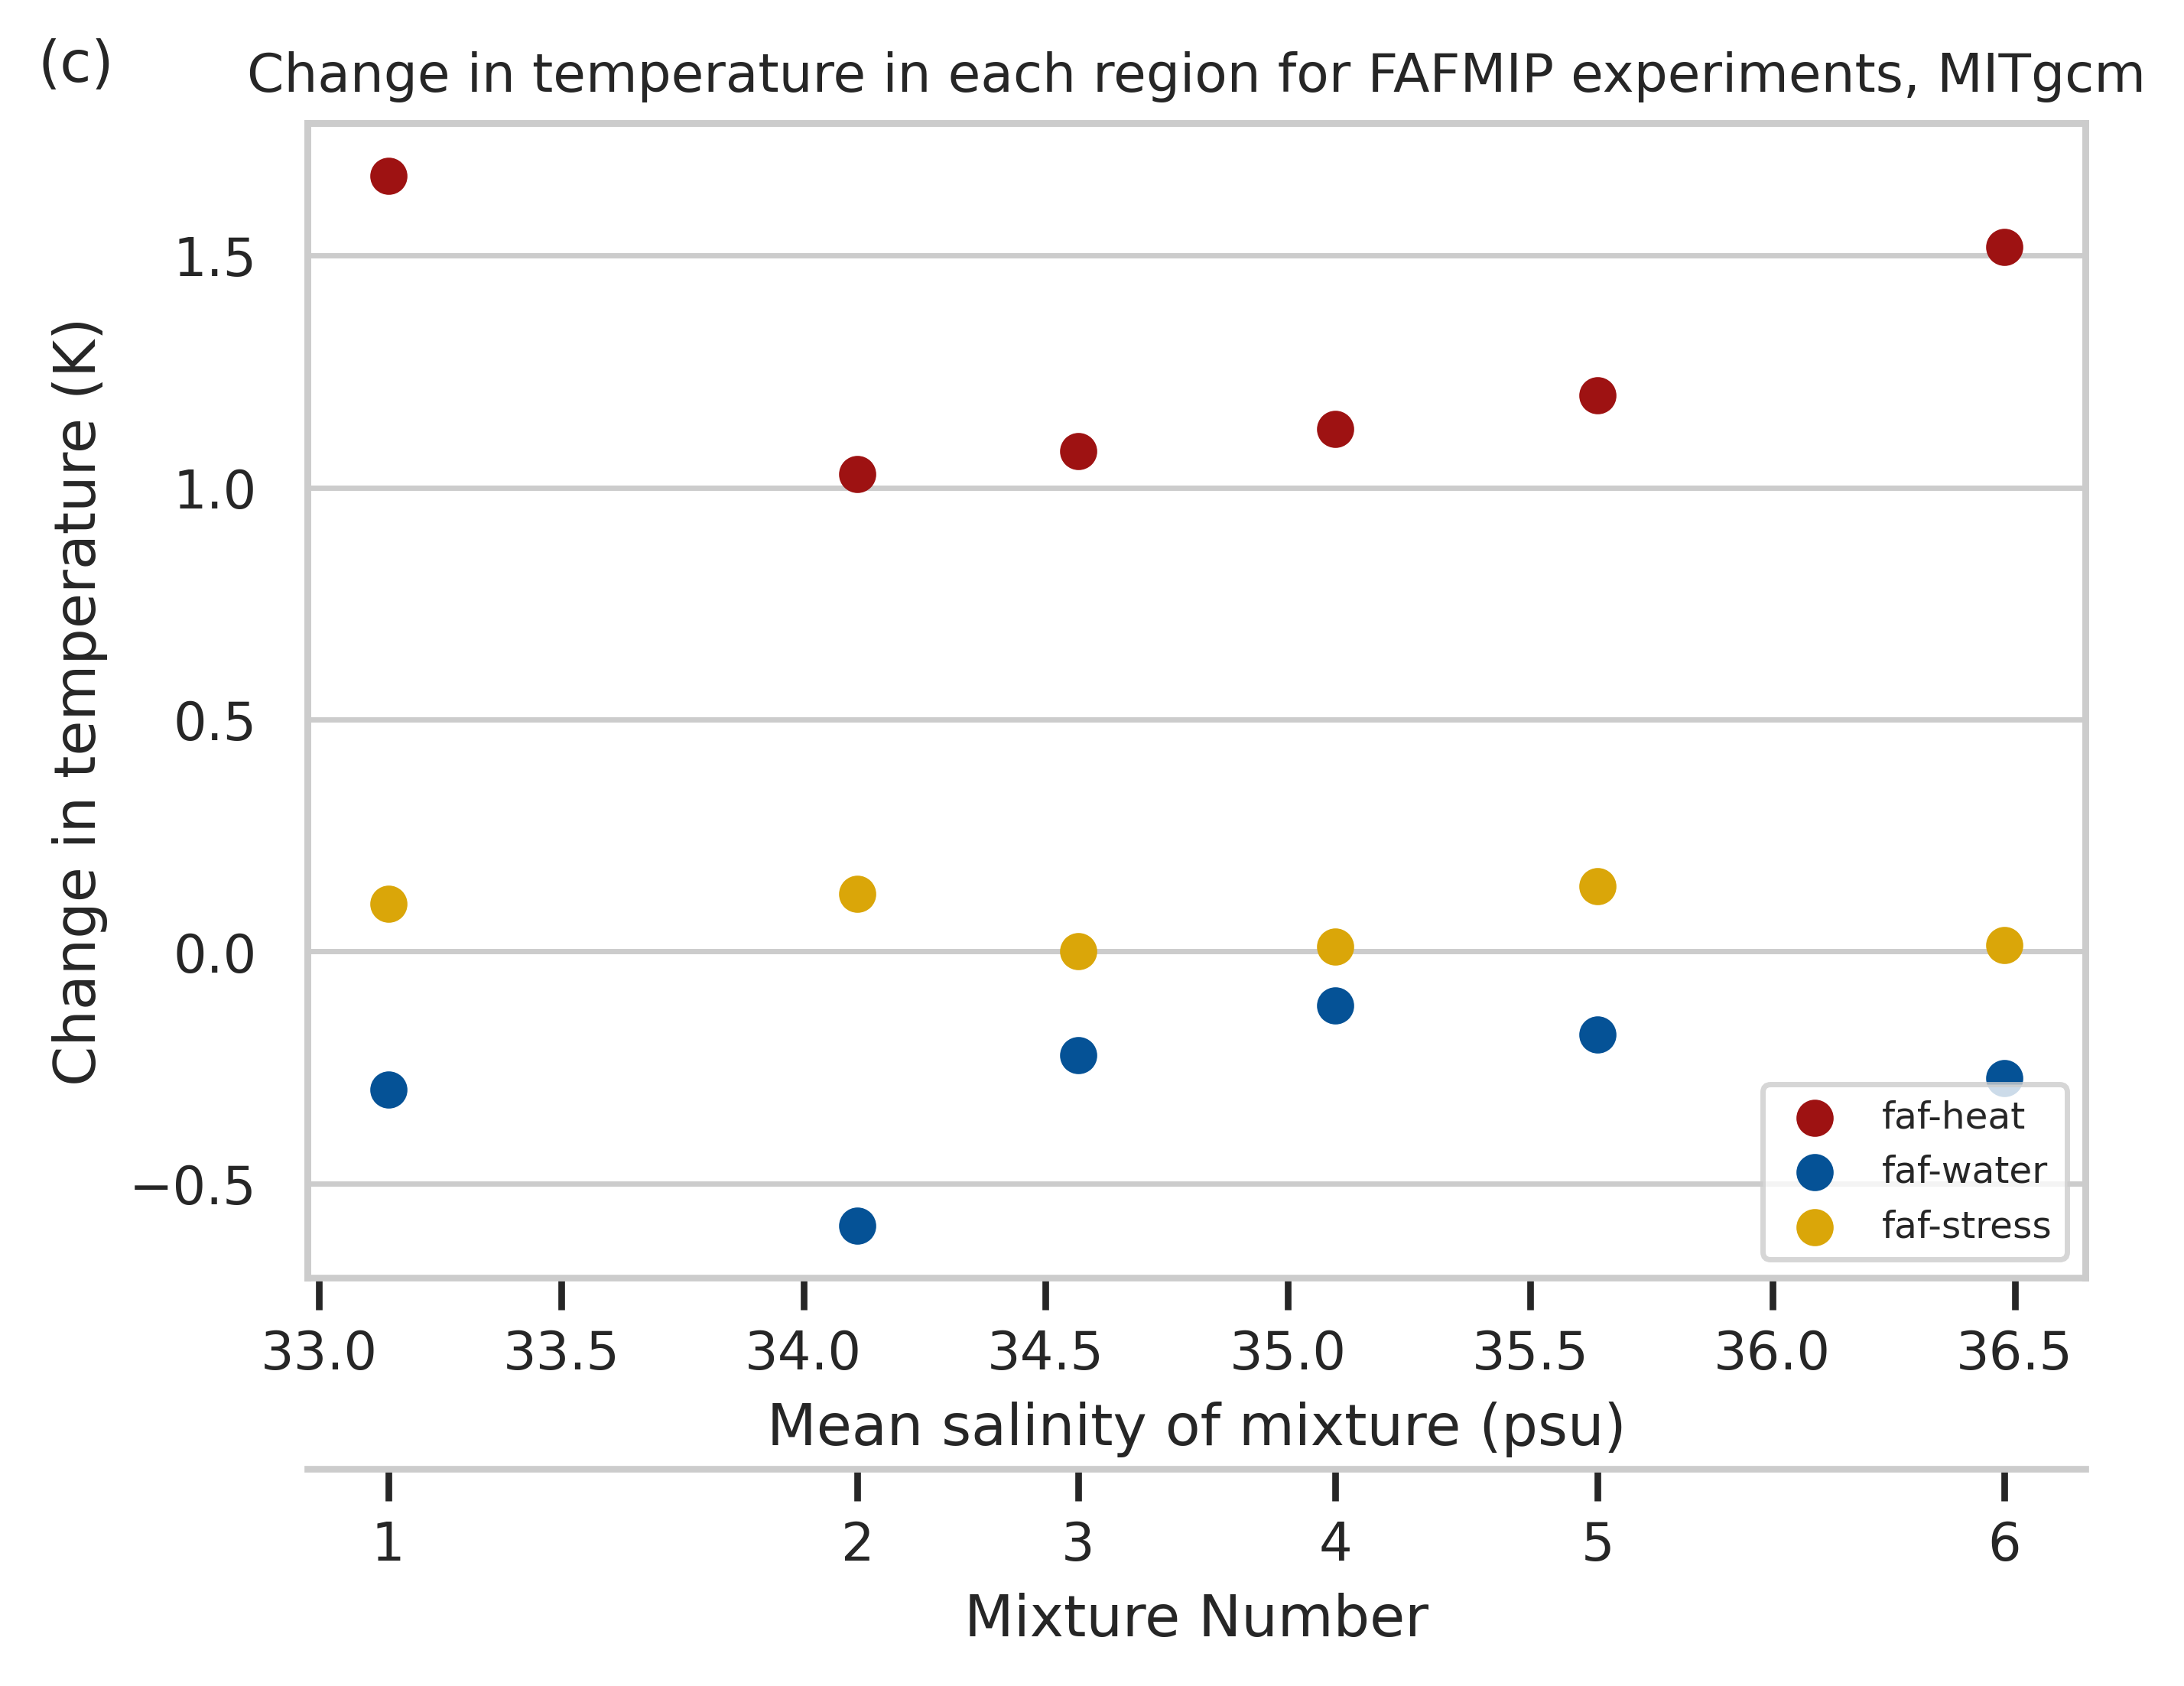 (c)
Change in temperature in each region for FAFMIP experiments, MITgcm
Change in temperature (K)
1.5
1.0
0.5
0.0
−0.5
faf-heat
faf-water
faf-stress
33.0 33.5 34.0 34.5 35.0 35.5 36.0 36.5
Mean salinity of mixture (psu)
1 2 3 4 5 6
Mixture Number